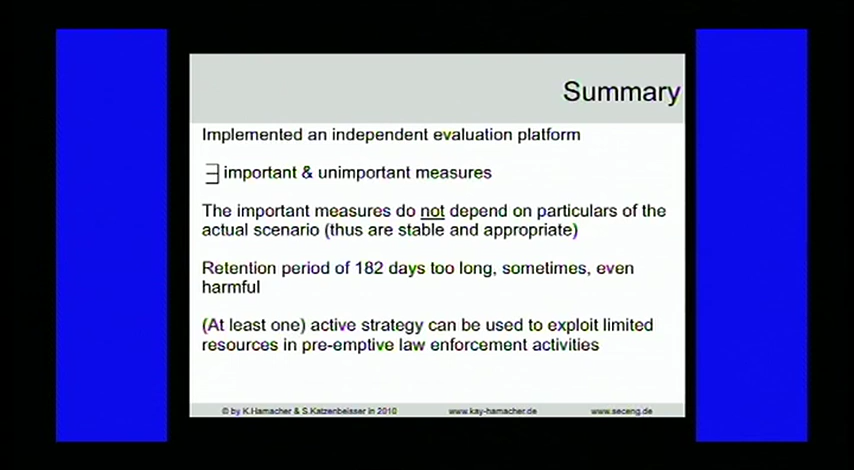 Summary
Implemented an independent evaluation platform
∃ important & unimportant measures
The important measures do not depend on particulars of the
actual scenario (thus are stable and appropriate)
Retention period of 182 days too long, sometimes, even
harmful
(At least one) active strategy can be used to exploit limited
resources in pre-emptive law enforcement activities
© by K.Hamacher & S.Katzenbeisser in 2010 www.kay-hamacher.de www.seceng.de